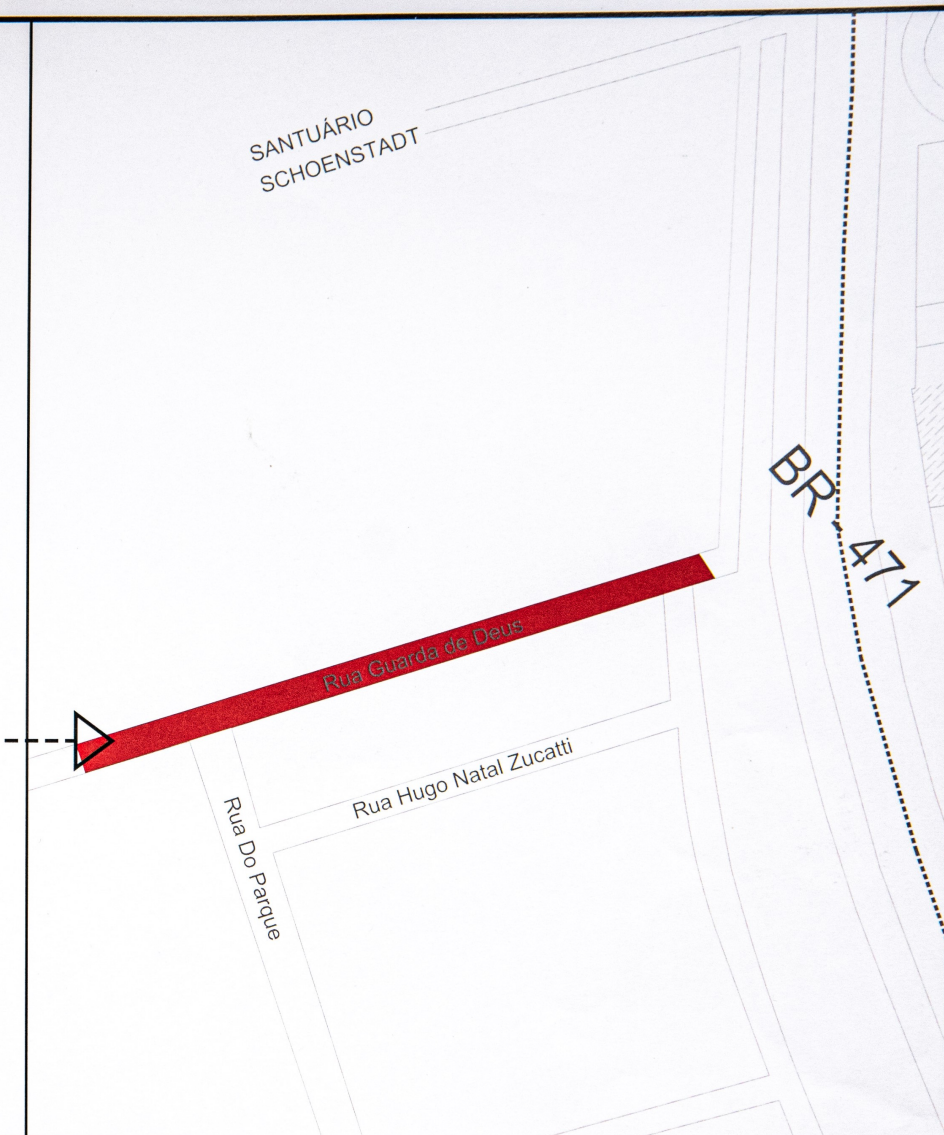 SANTUÁRIO
SCHOENSTADT
BR - 471
Rua Guarda de Deus
Rua Hugo Natal Zucatti
Rua Do Parque